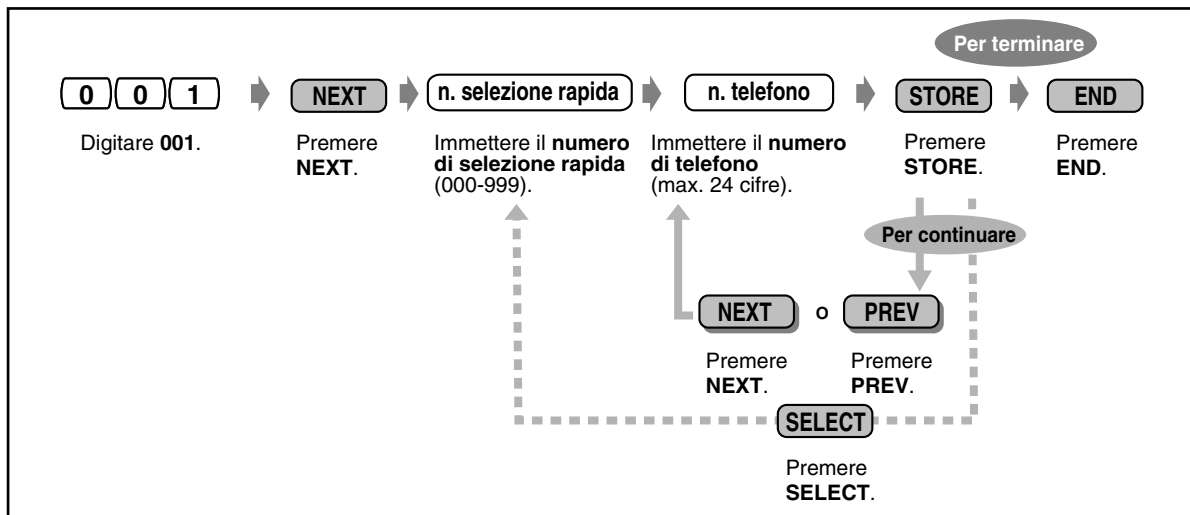 Per terminare
0 0 1 NEXT n. selezione rapida n. telefono STORE END
Digitare 001.
Premere
NEXT.
Immettere il numero
di selezione rapida
(000-999).
Immettere il numero
di telefono
(max. 24 cifre).
Premere
STORE.
Premere
END.
Per continuare
NEXT o PREV
Premere
NEXT.
Premere
PREV.
SELECT
Premere
SELECT.